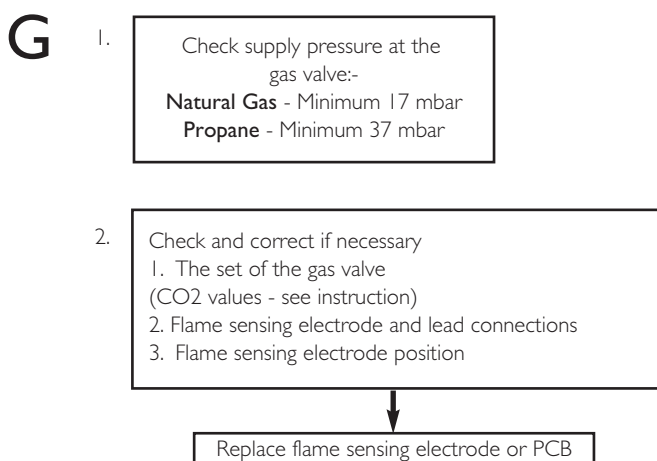 G
1.
Check supply pressure at the
gas valve:-
Natural Gas - Minimum 17 mbar
Propane - Minimum 37 mbar
2.
Check and correct if necessary
1. The set of the gas valve
(CO2 values - see instruction)
2. Flame sensing electrode and lead connections
3. Flame sensing electrode position
Replace flame sensing electrode or PCB